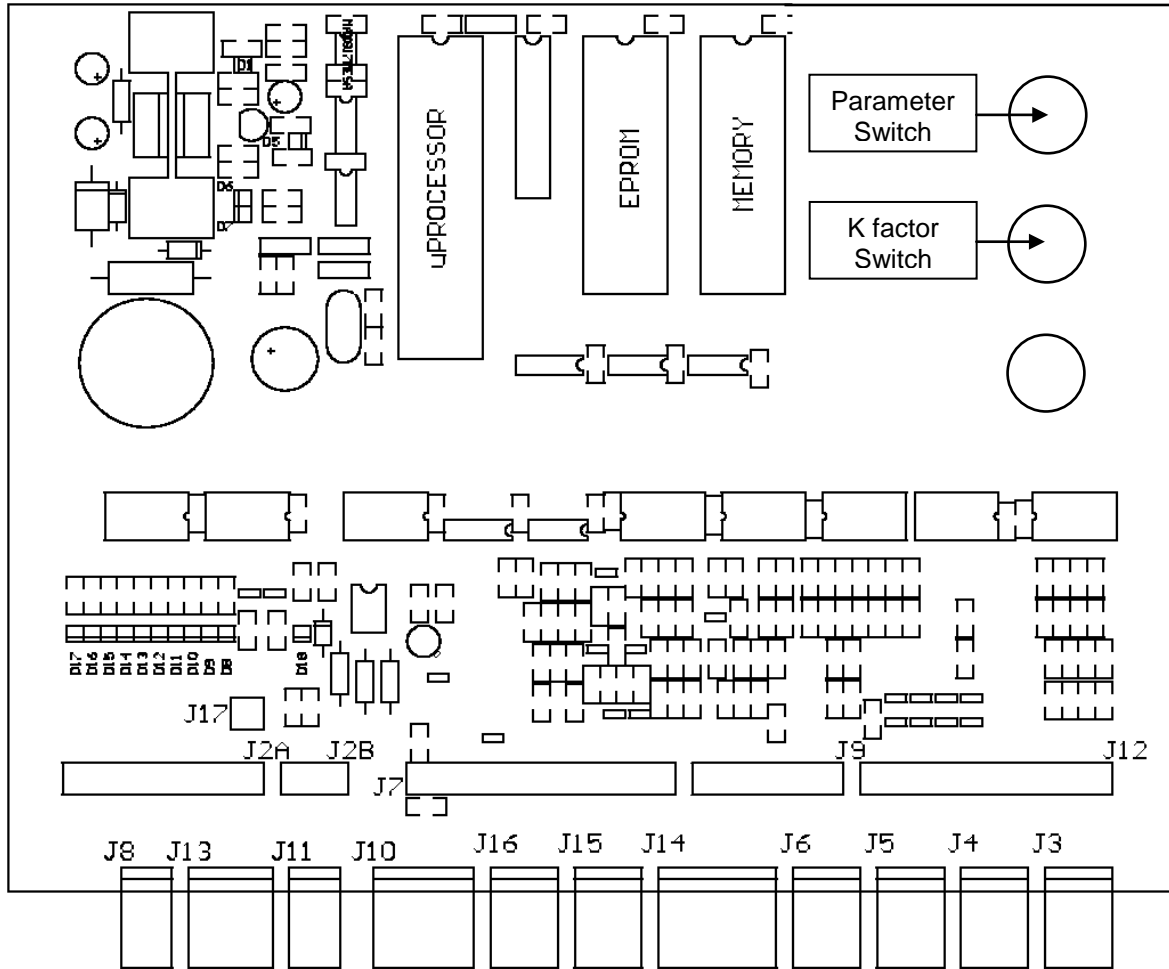 MAX817MESA
D1
D5
D6
D7
uPROCESSOR
EPROM
MEMORY
Parameter
Switch
K factor
Switch
D17
D16
D15
D14
D13
D12
D11
D10
D9
D8
D18
J17
J2A
J2B
J7
J9
J12
J8
J13
J11
J10
J16
J15
J14
J6
J5
J4
J3